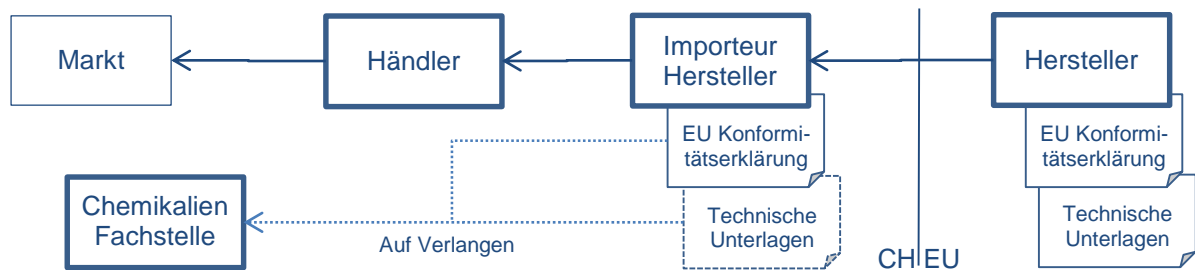 Markt
Händler
Importeur
Hersteller
Hersteller
EU Konformi-
tätserklärung
EU Konformi-
tätserklärung
Chemikalien
Fachstelle
Auf Verlangen
Technische
Unterlagen
Technische
Unterlagen
CH EU